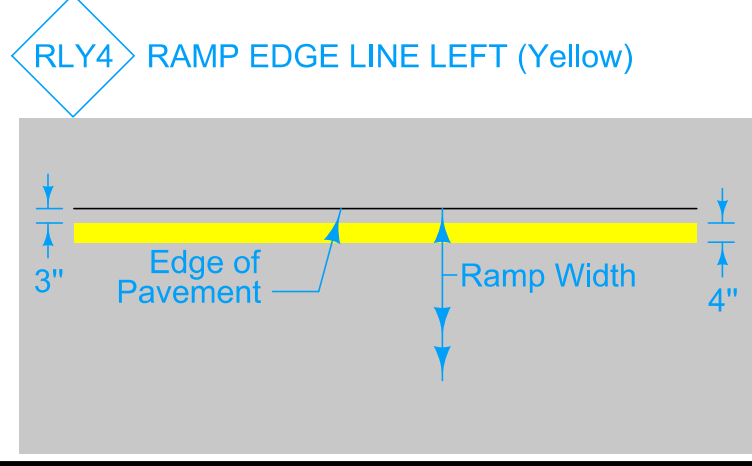 RLY4 RAMP EDGE LINE LEFT (Yellow)
3"
Edge of
Pavement
Ramp Width
4"